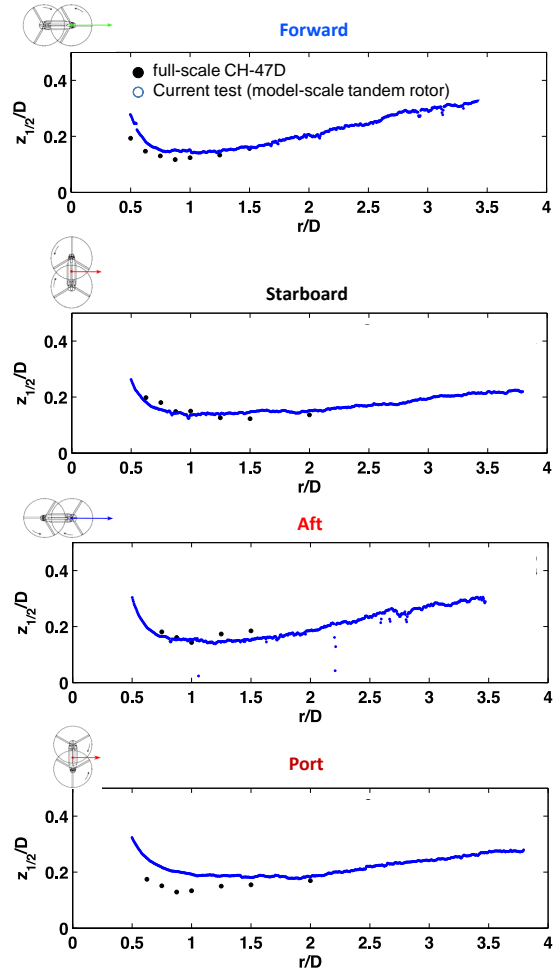 Forward
full-scale CH-47D
Current test (model-scale tandem rotor)
z1/2/D
0.4
0.2
0
0 0.5 1 1.5 2 2.5 3 3.5 4
r/D
Starboard
z1/2/D
0.4
0.2
0
0 0.5 1 1.5 2 2.5 3 3.5 4
r/D
Aft
z1/2/D
0.4
0.2
0
0 0.5 1 1.5 2 2.5 3 3.5 4
r/D
Port
z1/2/D
0.4
0.2
0
0 0.5 1 1.5 2 2.5 3 3.5 4
r/D